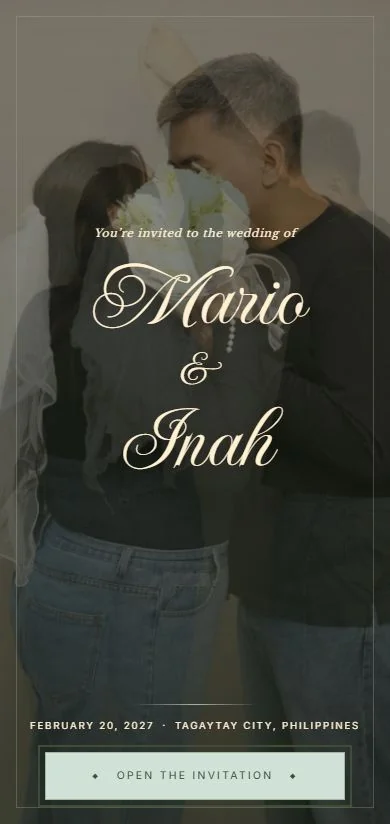 You're invited to the wedding of
Mario
&
Inah
FEBRUARY 20, 2027 · TAGAYTAY CITY, PHILIPPINES
OPEN THE INVITATION